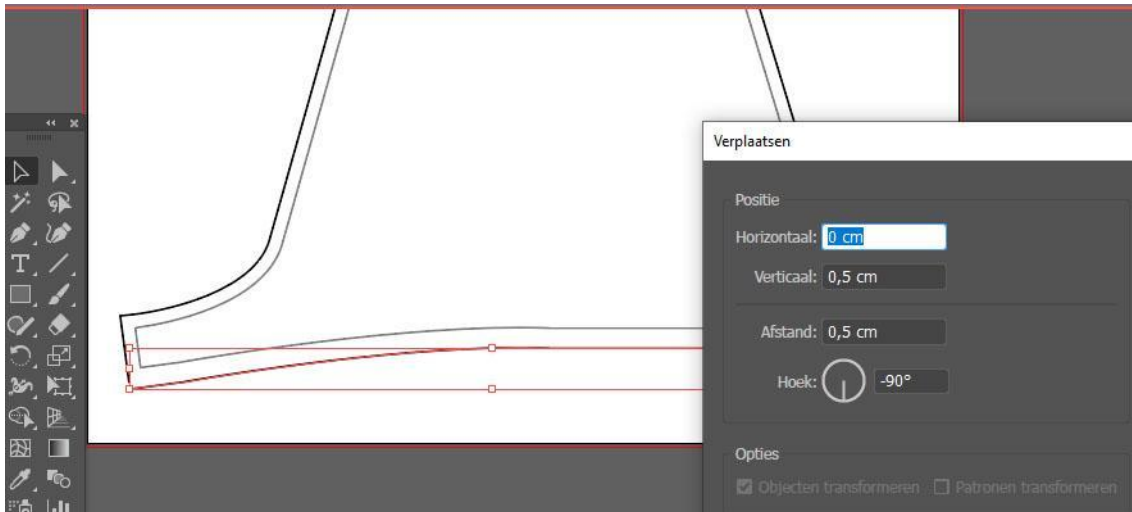 Verplaatsen
Positie
Horizontaal: 0 cm
Verticaal: 0,5 cm
Afstand: 0,5 cm
Hoek: -90°
Opties
Objecten transformeren Patronen transformeren